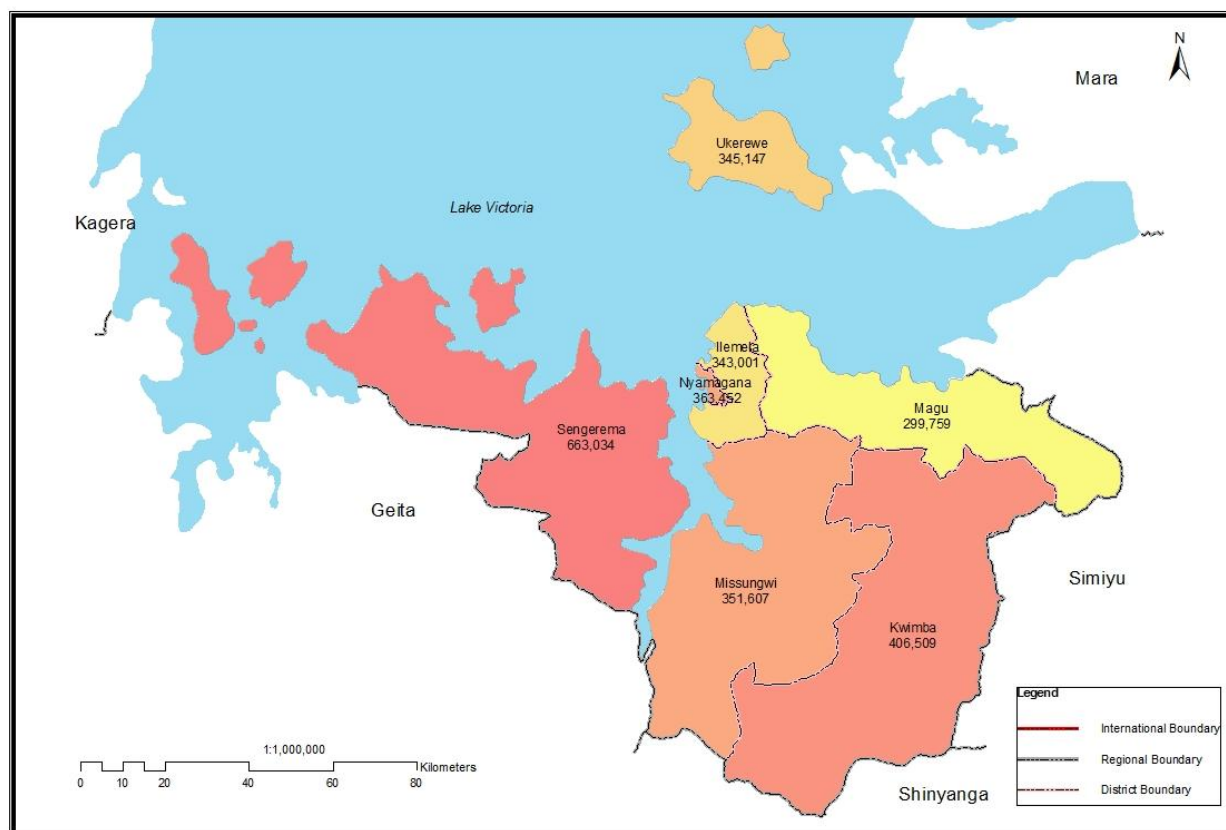 N
Mara
Ukerewe
345,147
Lake Victoria
Kagera
Ilemela
343,001
Nyamagana
363,452
Magu
299,759
Sengerema
663,034
Geita
Simiyu
Missungwi
351,607
Kwimba
406,509
Legend
International Boundary
Regional Boundary
District Boundary
1:1,000,000
Kilometers
0 10 20 40 60 80
Shinyanga